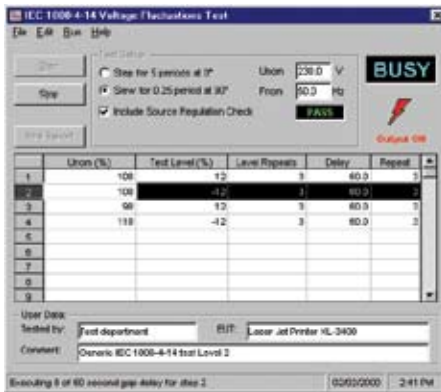 IEC 1000-4-14 Voltage Fluctuations Test
File Edit Run Help
Test Setup
Start
Stop
Step for 5 periods at 0°
Slew for 0.25 period at 90°
Include Source Regulation Check
Unom 230.0 V
Fnom 50.0 Hz
PASS
BUSY
Output ON
Print Report
Unom (%) Test Level (%) Level Repeats Delay Repeat
1 100 12 3 60.0 3
2 100 -12 3 60.0 3
3 90 12 3 60.0 3
4 110 -12 3 60.0 3
5
6
7
8
9
User Data:
Tested by: Test department EUT: Laser Jet Printer XL-3400
Comment: Generic IEC 1000-4-14 test Level 3
Executing 8 of 60 second gap delay for step 2 02/03/2000 2:41 PM